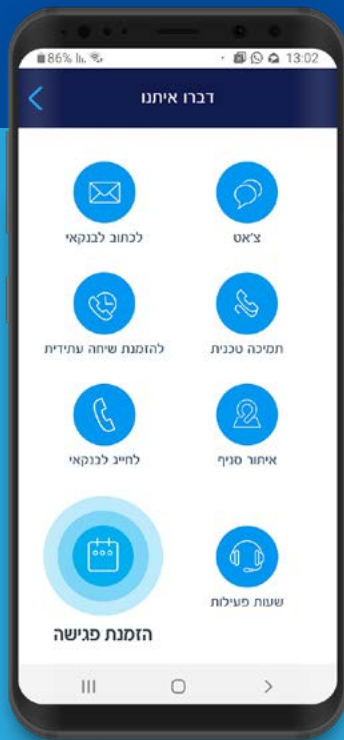 86% 13:02
דברו איתנו
צ'אט
לכתוב לבנקאי
תמיכה טכנית
להזמנת שיחה עתידית
איתור סניף
לחייג לבנקאי
שעות פעילות
הזמנת פגישה